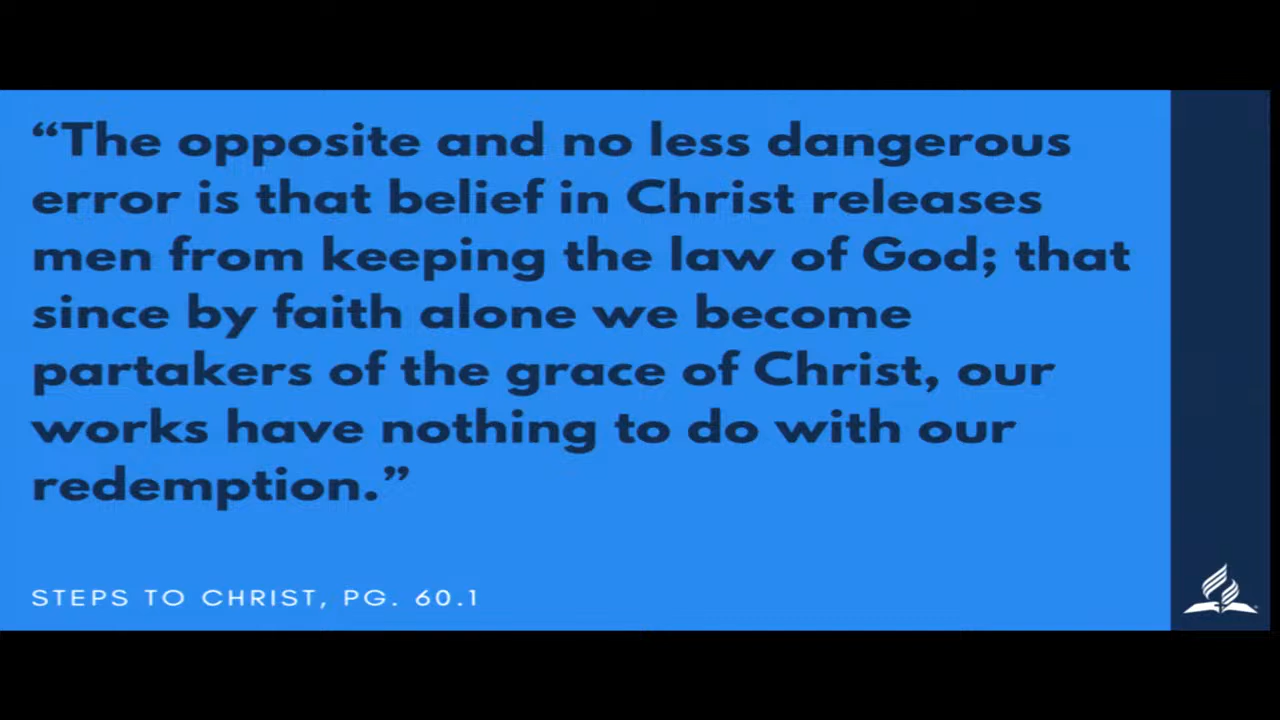 “The opposite and no less dangerous
error is that belief in Christ releases
men from keeping the law of God; that
since by faith alone we become
partakers of the grace of Christ, our
works have nothing to do with our
redemption.”
STEPS TO CHRIST, PG. 60.1